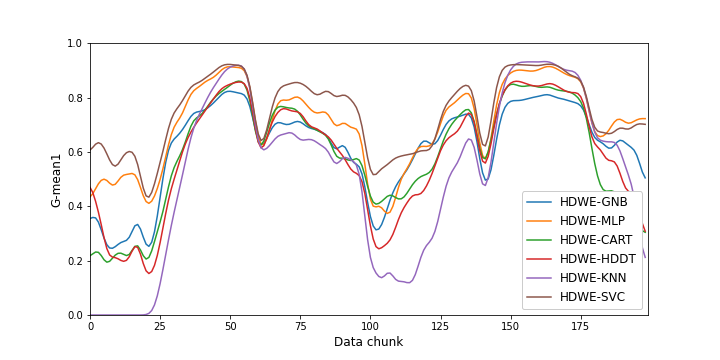 1.0
0.8
0.6
0.4
0.2
0.0
G-mean1
0 25 50 75 100 125 150 175
Data chunk
HDWE-GNB
HDWE-MLP
HDWE-CART
HDWE-HDDT
HDWE-KNN
HDWE-SVC